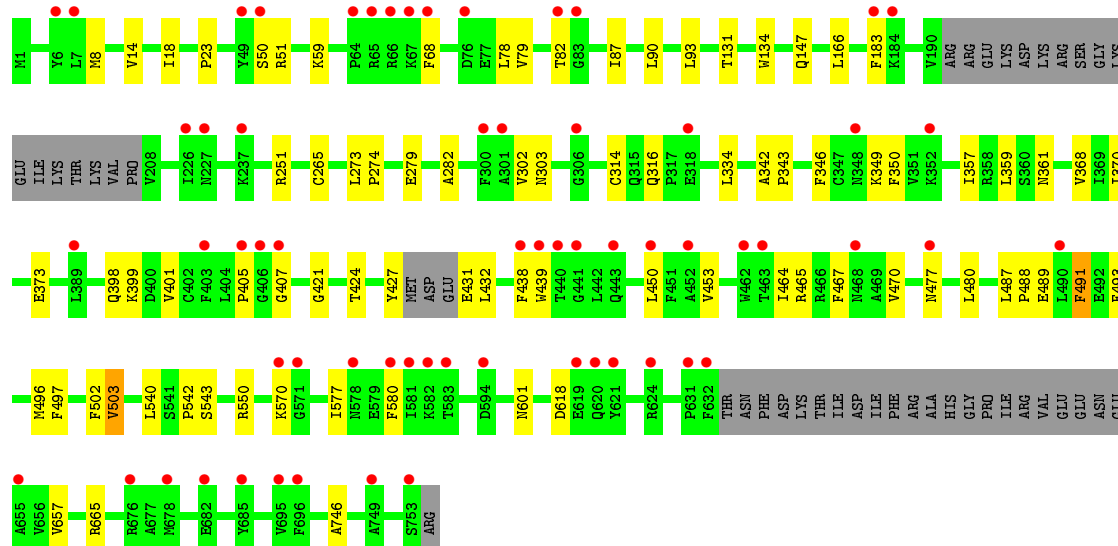 M1 Y6 L7 M8 V14 I18 P23 Y49 S50 R51 K59 P64 R65 R66 K67 F68 D76 E77 L78 V79 T82 G83 I87 L90 L93 T131 W134 Q147 L166 F183 K184 V190 ARG ARG GLU LYS ASP LYS ARG SER GLY LYS
GLU ILE LYS THR LYS VAL PRO V208 I226 N227 K237 R251 C265 L273 P274 E279 A282 F300 A301 V302 N303 G306 C314 Q315 Q316 P317 E318 L334 A342 P343 F346 C347 N348 K349 F350 V351 K352 I357 R358 L359 S360 N361 V368 I369
E373 L389 Q398 K399 D400 V401 C402 F403 L404 P405 G406 G407 G421 T424 Y427 MET ASP GLU E431 L432 F438 W439 T440 G441 L442 Q443 L450 F451 A452 V453 W462 T463 I464 R465 R466 F467 N468 A469 V470 N477 L480 L487 P488 E489 L490 F491 E492
M496 F497 F502 V503 L540 S541 P542 S543 R550 K570 G571 I577 N578 E579 F580 I581 K582 T583 D594 N601 D618 E619 Q620 Y621 R624 P631 F632 THR ASN PHE ASP LYS THR ILE ASP ILE PHE ARG ALA HIS GLY PRO ILE ARG VAL GLU GLU ASN GLU
A655 V656 V657 R665 R676 A677 M678 E682 Y685 V695 F696 A746 A749 S753 ARG